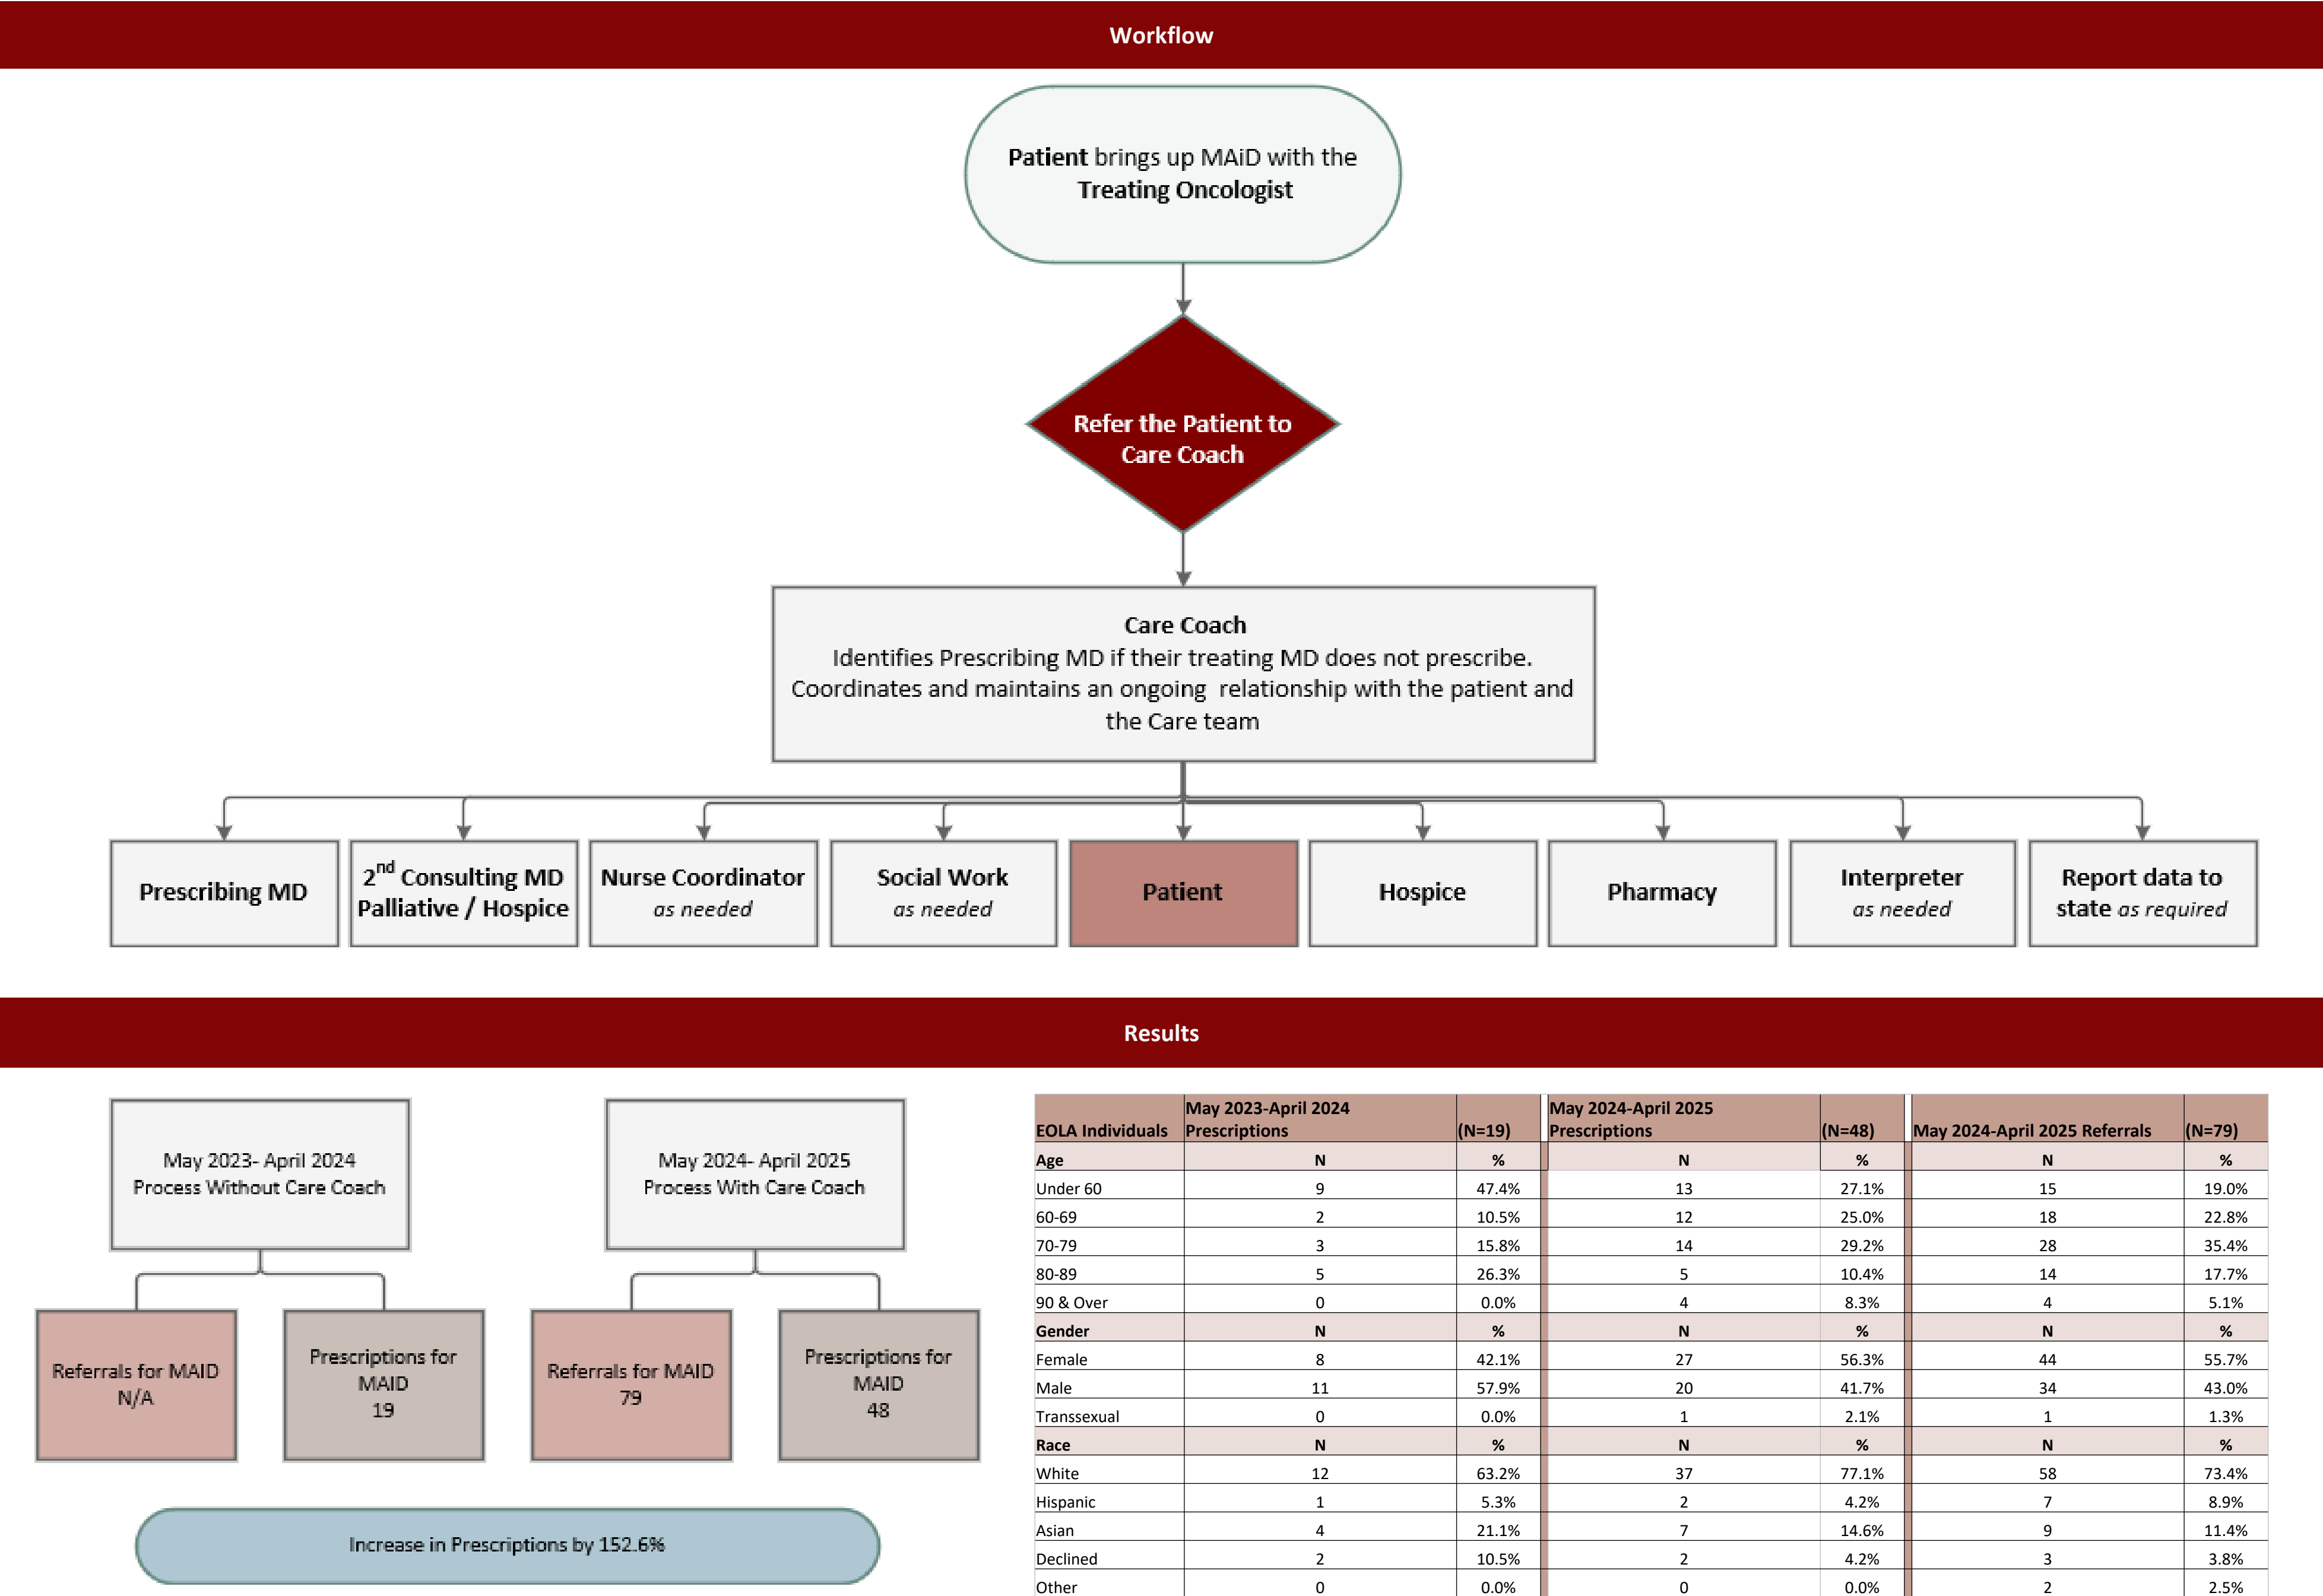 Workflow
Patient brings up MAiD with the
Treating Oncologist
Refer the Patient to
Care Coach
Care Coach
Identifies Prescribing MD if their treating MD does not prescribe.
Coordinates and maintains an ongoing relationship with the patient and
the Care team
Prescribing MD
2nd Consulting MD
Palliative / Hospice
Nurse Coordinator
as needed
Social Work
as needed
Patient
Hospice
Pharmacy
Interpreter
as needed
Report data to
state as required
Results
May 2023- April 2024
Process Without Care Coach
Referrals for MAID
N/A
Prescriptions for
MAID
19
May 2024- April 2025
Process With Care Coach
Referrals for MAID
79
Prescriptions for
MAID
48
Increase in Prescriptions by 152.6%
EOLA Individuals May 2023-April 2024 Prescriptions (N=19) May 2024-April 2025 Prescriptions (N=48) May 2024-April 2025 Referrals (N=79)
Age N % N % N %
Under 60 9 47.4% 13 27.1% 15 19.0%
60-69 2 10.5% 12 25.0% 18 22.8%
70-79 3 15.8% 14 29.2% 28 35.4%
80-89 5 26.3% 5 10.4% 14 17.7%
90 & Over 0 0.0% 4 8.3% 4 5.1%
Gender N % N % N %
Female 8 42.1% 27 56.3% 44 55.7%
Male 11 57.9% 20 41.7% 34 43.0%
Transsexual 0 0.0% 1 2.1% 1 1.3%
Race N % N % N %
White 12 63.2% 37 77.1% 58 73.4%
Hispanic 1 5.3% 2 4.2% 7 8.9%
Asian 4 21.1% 7 14.6% 9 11.4%
Declined 2 10.5% 2 4.2% 3 3.8%
Other 0 0.0% 0 0.0% 2 2.5%